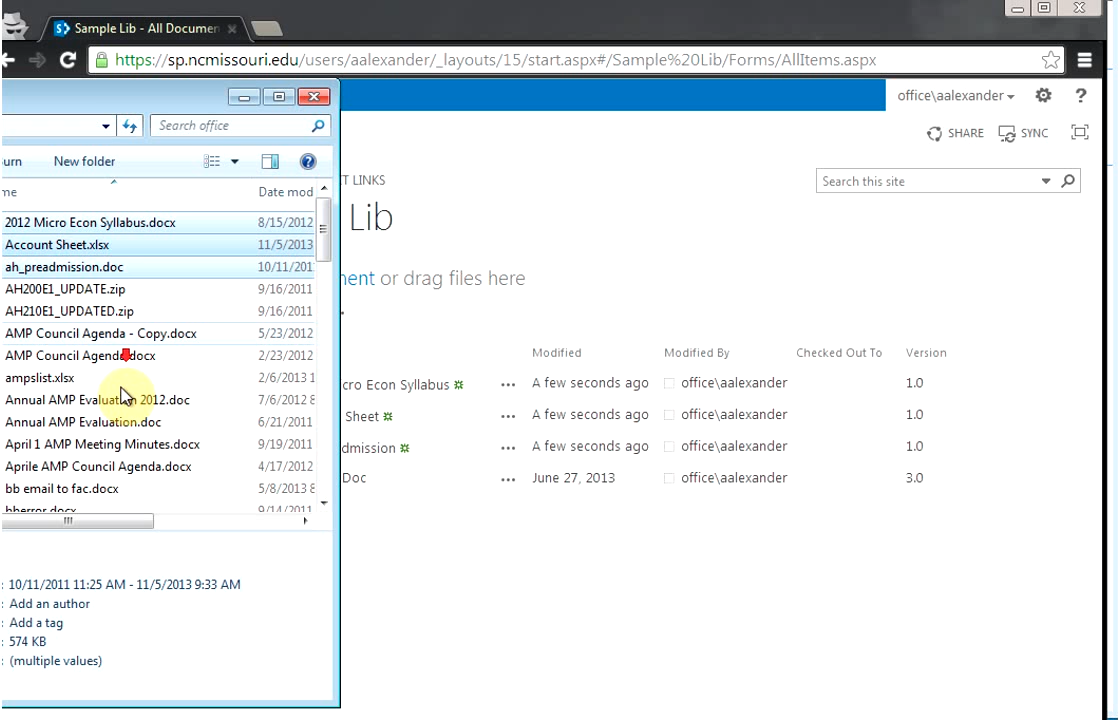 Sample Lib - All Documen
https://sp.ncmissouri.edu/users/aalexander/_layouts/15/start.aspx#/Sample%20Lib/Forms/AllItems.aspx
office\aalexander
?
SHARE
SYNC
T LINKS
Search this site
Lib
ment or drag files here
Modified
Modified By
Checked Out To
Version
cro Econ Syllabus
... A few seconds ago
office\aalexander
1.0
Sheet
... A few seconds ago
office\aalexander
1.0
dmission
... A few seconds ago
office\aalexander
1.0
Doc
... June 27, 2013
office\aalexander
3.0
Search office
urn
New folder
me
Date mod
2012 Micro Econ Syllabus.docx
8/15/2012
Account Sheet.xlsx
11/5/2013
ah_preadmission.doc
10/11/201
AH200E1_UPDATE.zip
9/16/2011
AH210E1_UPDATED.zip
9/16/2011
AMP Council Agenda - Copy.docx
5/23/2012
AMP Council Agenda.docx
2/23/2012
ampslist.xlsx
2/6/2013 1
Annual AMP Evaluation 2012.doc
7/6/2012 8
Annual AMP Evaluation.doc
6/21/2011
April 1 AMP Meeting Minutes.docx
9/19/2011
Aprile AMP Council Agenda.docx
4/17/2012
bb email to fac.docx
5/8/2013 8
bberror.docx
9/14/2011
: 10/11/2011 11:25 AM - 11/5/2013 9:33 AM
: Add an author
: Add a tag
: 574 KB
: (multiple values)